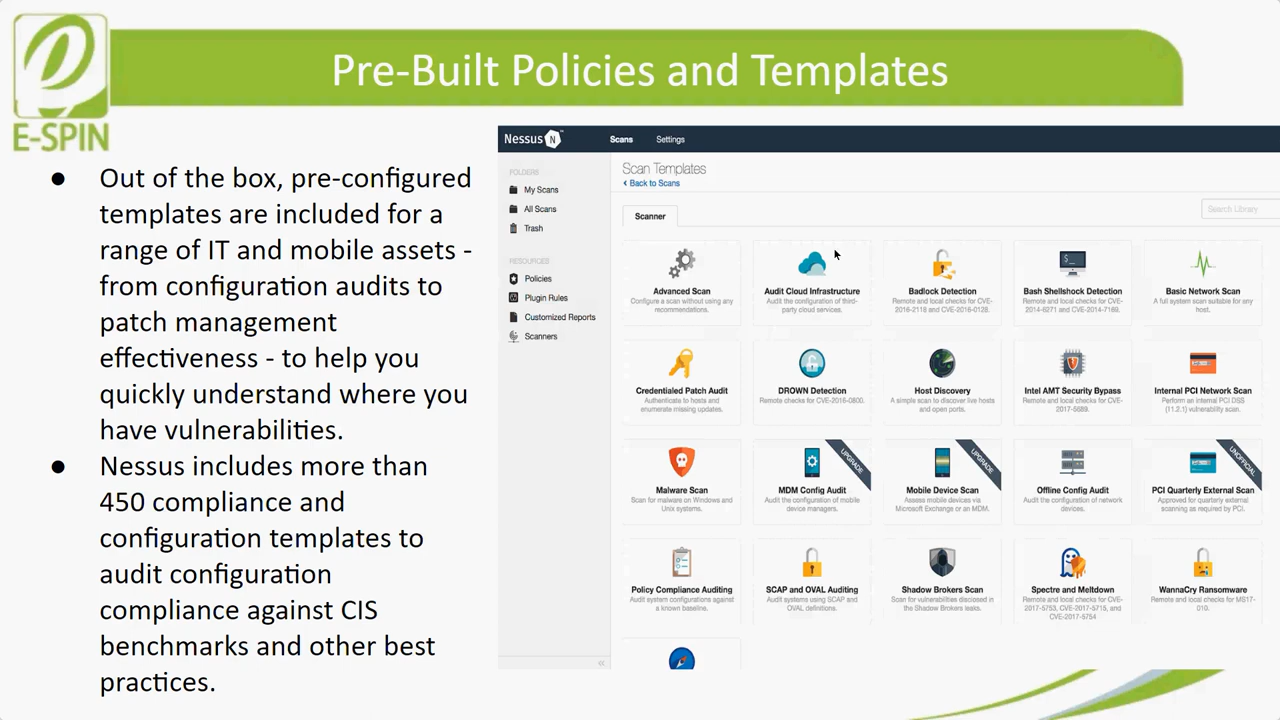 Pre-Built Policies and Templates
E-SPIN
● Out of the box, pre-configured
templates are included for a
range of IT and mobile assets -
from configuration audits to
patch management
effectiveness - to help you
quickly understand where you
have vulnerabilities.
● Nessus includes more than
450 compliance and
configuration templates to
audit configuration
compliance against CIS
benchmarks and other best
practices.
Nessus N
Scans
Settings
FOLDERS
My Scans
All Scans
Trash
RESOURCES
Policies
Plugin Rules
Customized Reports
Scanners
Scan Templates
Back to Scans
Scanner
Search Library
Advanced Scan
Configure a scan without using any
recommendations.
Audit Cloud Infrastructure
Audit the configuration of third-
party cloud services.
Badlock Detection
Remote and local checks for CVE-
2016-2118 and CVE-2016-0128.
Bash Shellshock Detection
Remote and local checks for CVE-
2014-6271 and CVE-2014-7169.
Basic Network Scan
A full system scan suitable for any
host.
Credentialed Patch Audit
Authenticate to hosts and
enumerate missing updates.
DROWN Detection
Remote checks for CVE-2016-0800.
Host Discovery
A simple scan to discover live hosts
and open ports.
Intel AMT Security Bypass
Remote and local checks for CVE-
2017-5689.
Internal PCI Network Scan
Perform an internal PCI DSS
(11.2.1) vulnerability scan.
Malware Scan
Scan for malware on Windows and
Unix systems.
UPGRADE
MDM Config Audit
Audit the configuration of mobile
device managers.
UPGRADE
Mobile Device Scan
Assess mobile devices via
Microsoft Exchange or an MDM.
Offline Config Audit
Audit the configuration of network
devices.
UNOFFICIAL
PCI Quarterly External Scan
Approved for quarterly external
scanning as required by PCI.
Policy Compliance Auditing
Audit system configurations against
a known baseline.
SCAP and OVAL Auditing
Audit systems using SCAP and
OVAL definitions.
Shadow Brokers Scan
Scan for vulnerabilities disclosed in
the Shadow Brokers leaks.
Spectre and Meltdown
Remote and local checks for CVE-
2017-5753, CVE-2017-5715, and
CVE-2017-5754
WannaCry Ransomware
Remote and local checks for MS17-
010.